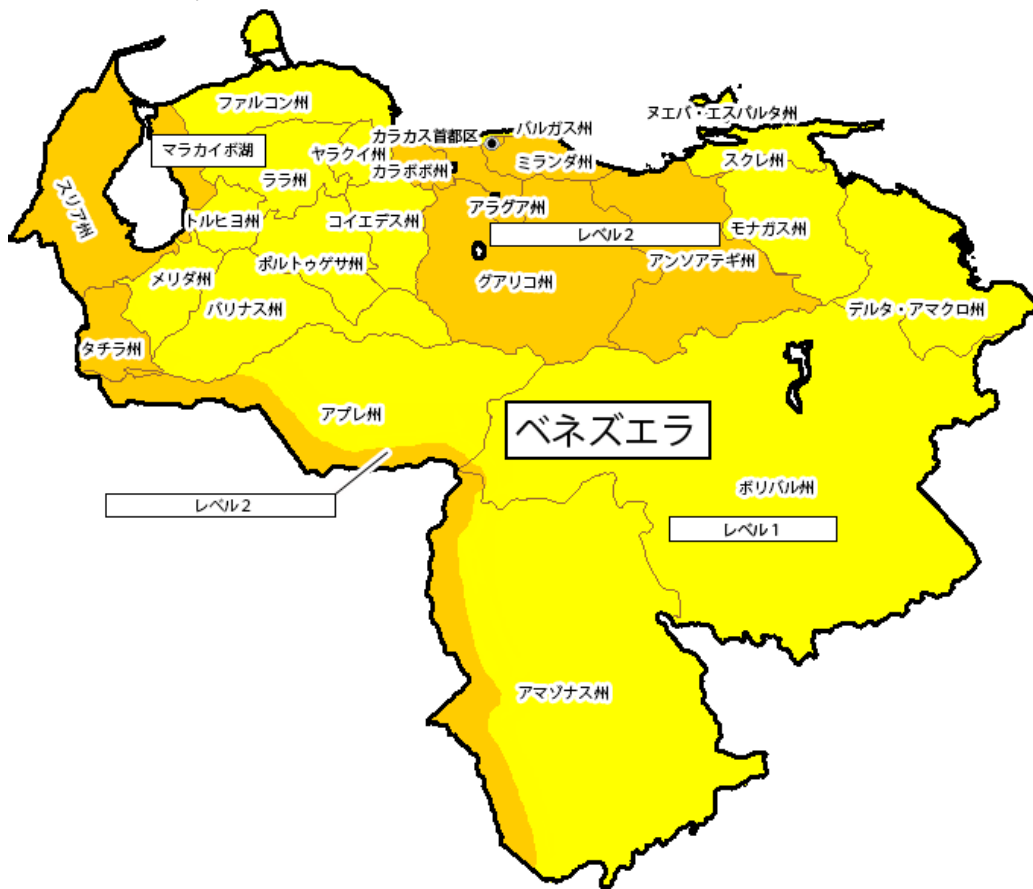 ファルコン州
ヌエバ・エスパルタ州
カラカス首都区
バルガス州
マラカイボ湖
ヤラクイ州
カラボボ州
ミランダ州
スクレ州
ララ州
スリア州
トルヒヨ州
コイエデス州
アラグア州
レベル2
モナガス州
メリダ州
ポルトゥゲサ州
グアリコ州
アンソアテギ州
バリナス州
デルタ・アマクロ州
タチラ州
アプレ州
ベネズエラ
レベル2
ボリバル州
レベル1
アマゾナス州